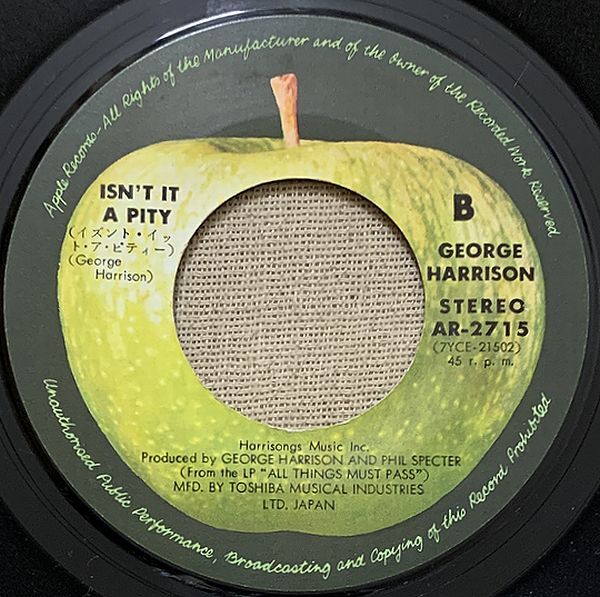 Apple Records-All Rights of the Manufacturer and of the Owner of the Recorded Work Reserved
ISN'T IT
A PITY
(イズント・イッ
ト・ア・ピティー)
(George
Harrison)
B
GEORGE
HARRISON
STEREO
AR-2715
(7YCE-21502)
45 r. p. m.
Harrisongs Music Inc.
Produced by GEORGE HARRISON AND PHIL SPECTER
(From the LP "ALL THINGS MUST PASS")
MFD. BY TOSHIBA MUSICAL INDUSTRIES
LTD. JAPAN
Unauthorised Public Performance, Broadcasting and Copying of this Record Prohibited